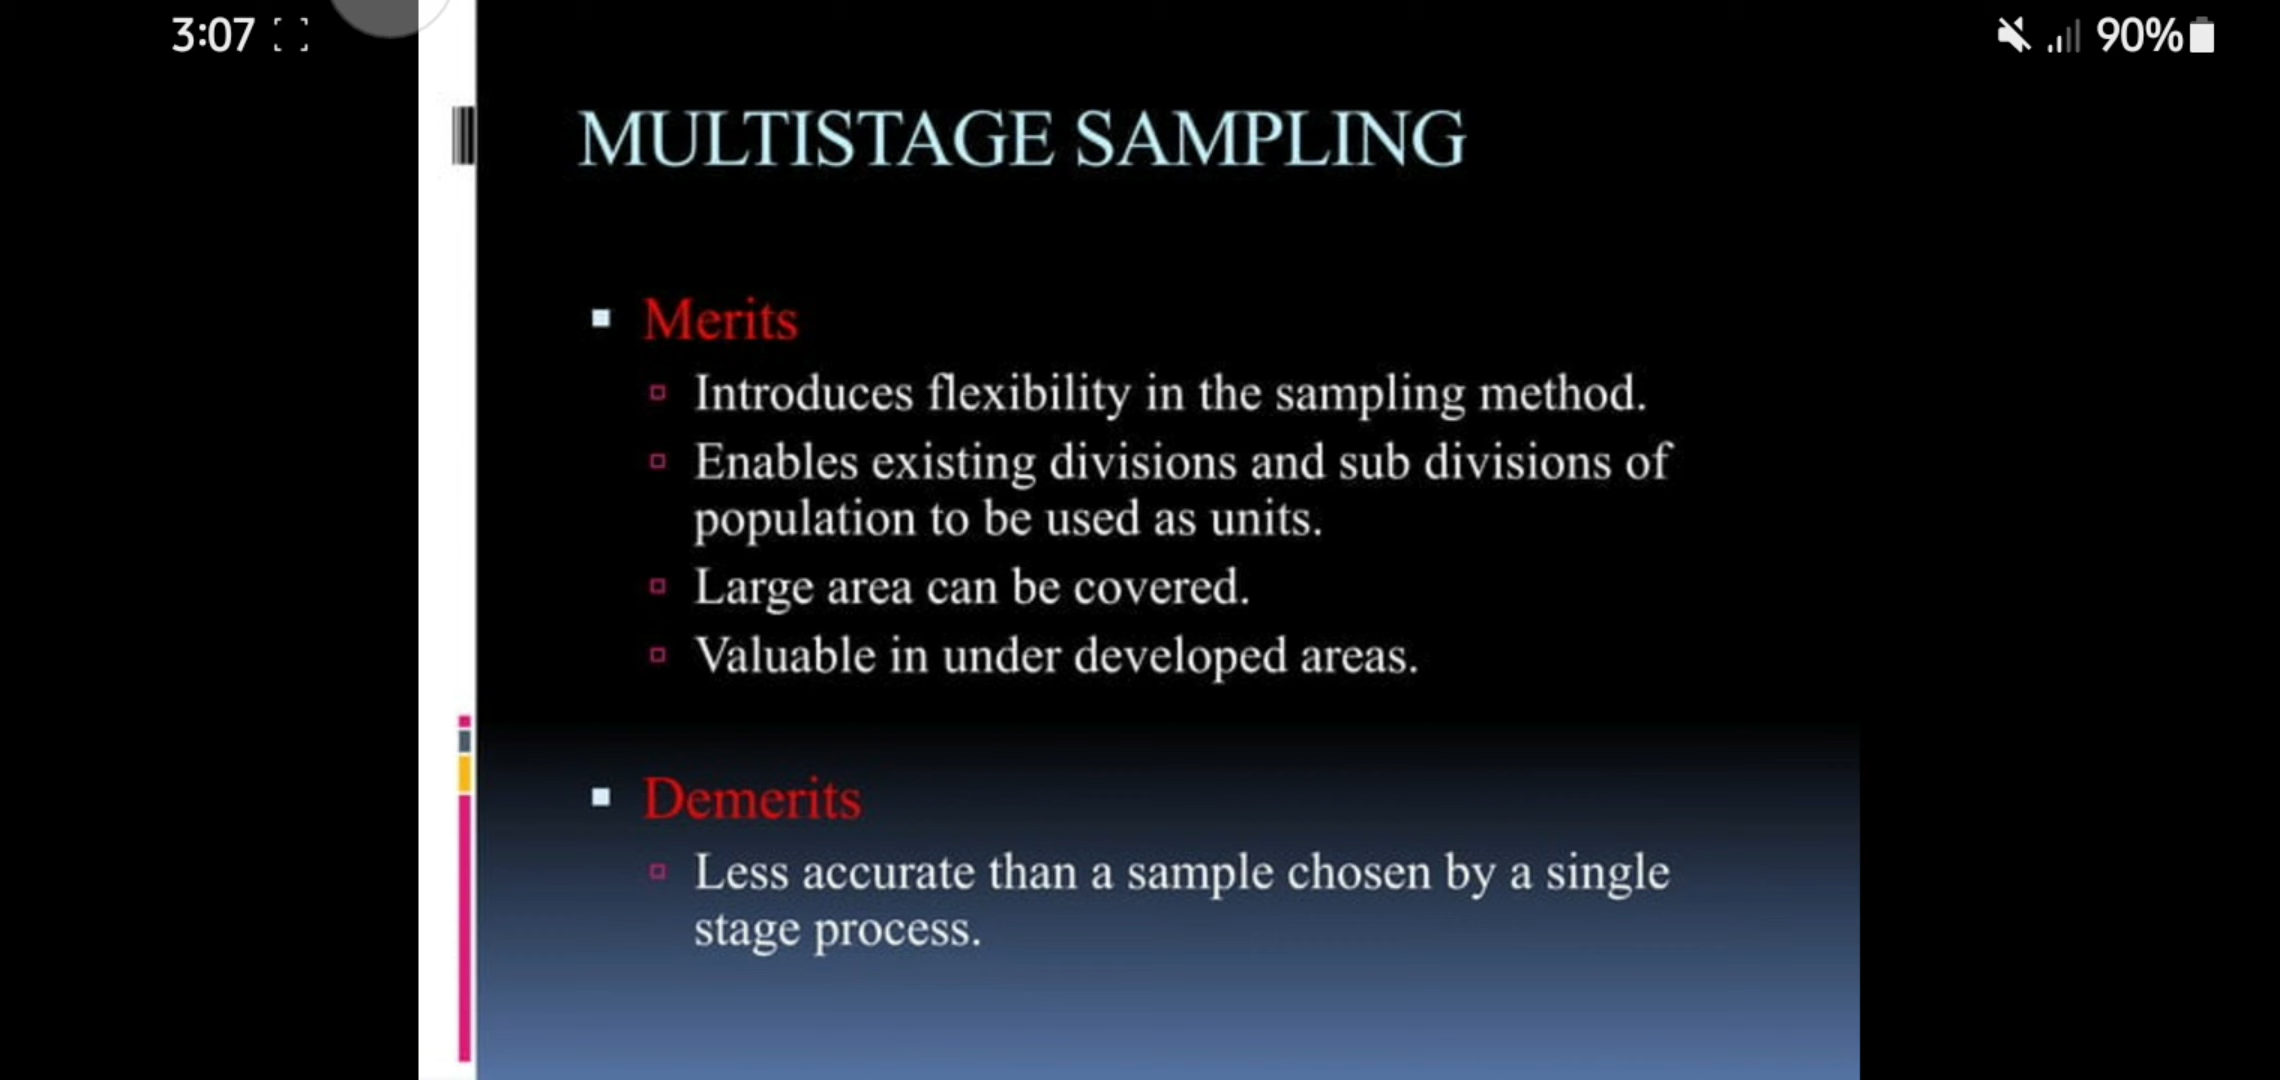 3:07
90%
MULTISTAGE SAMPLING
Merits
Introduces flexibility in the sampling method.
Enables existing divisions and sub divisions of
population to be used as units.
Large area can be covered.
Valuable in under developed areas.
Demerits
Less accurate than a sample chosen by a single
stage process.